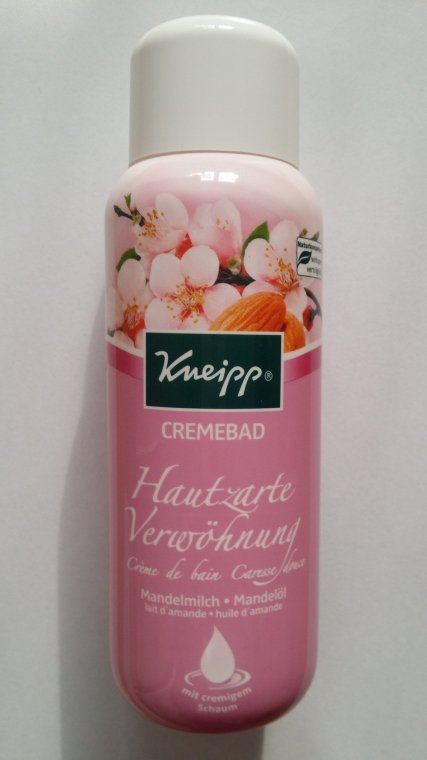 Kneipp®
CREMEBAD
Hautzarte
Verwöhnung
Crème de bain Caresse douce
Mandelmilch • Mandelöl
lait d'amande • huile d'amande
mit cremigem
Schaum